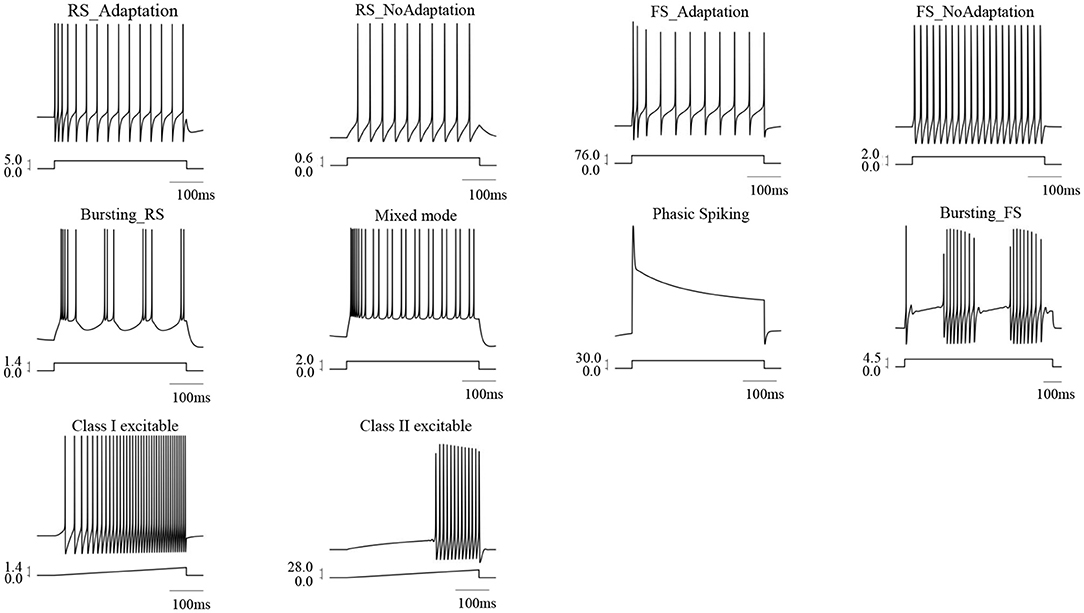 RS_Adaptation
5.0
0.0
100ms
RS_NoAdaptation
0.6
0.0
100ms
FS_Adaptation
76.0
0.0
100ms
FS_NoAdaptation
2.0
0.0
100ms
Bursting_RS
1.4
0.0
100ms
Mixed mode
2.0
0.0
100ms
Phasic Spiking
30.0
0.0
100ms
Bursting_FS
4.5
0.0
100ms
Class I excitable
1.4
0.0
100ms
Class II excitable
28.0
0.0
100ms